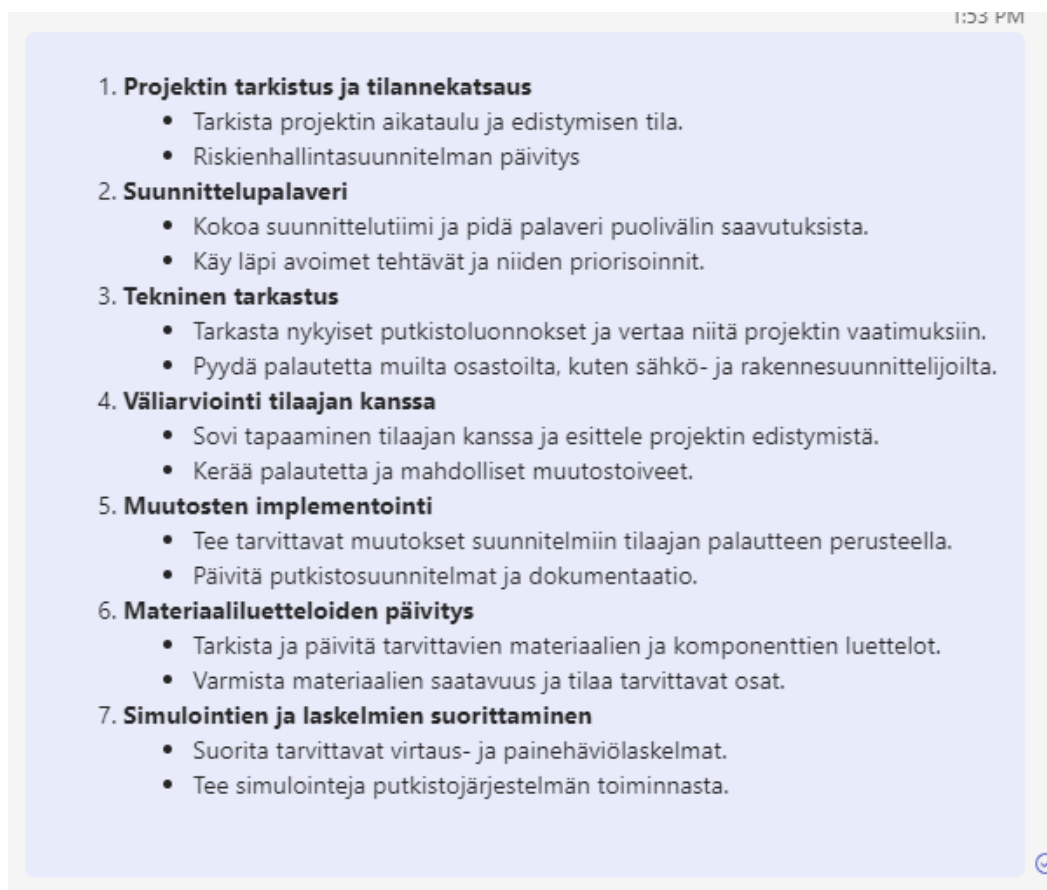 1:53 PM
1. Projektin tarkistus ja tilannekatsaus
• Tarkista projektin aikataulu ja edistymisen tila.
• Riskienhallintasuunnitelman päivitys
2. Suunnittelupalaveri
• Kokoa suunnittelutiimi ja pidä palaveri puolivälin saavutuksista.
• Käy läpi avoimet tehtävät ja niiden priorisoinnit.
3. Tekninen tarkastus
• Tarkasta nykyiset putkistoluonnokset ja vertaa niitä projektin vaatimuksiin.
• Pyydä palautetta muilta osastoilta, kuten sähkö- ja rakennesuunnittelijoilta.
4. Väliarviointi tilaajan kanssa
• Sovi tapaaminen tilaajan kanssa ja esittele projektin edistymistä.
• Kerää palautetta ja mahdolliset muutostoiveet.
5. Muutosten implementointi
• Tee tarvittavat muutokset suunnitelmiin tilaajan palautteen perusteella.
• Päivitä putkistosuunnitelmat ja dokumentaatio.
6. Materiaaliluetteloiden päivitys
• Tarkista ja päivitä tarvittavien materiaalien ja komponenttien luettelot.
• Varmista materiaalien saatavuus ja tilaa tarvittavat osat.
7. Simulointien ja laskelmien suorittaminen
• Suorita tarvittavat virtaus- ja painehäviölaskelmat.
• Tee simulointeja putkistojärjestelmän toiminnasta.